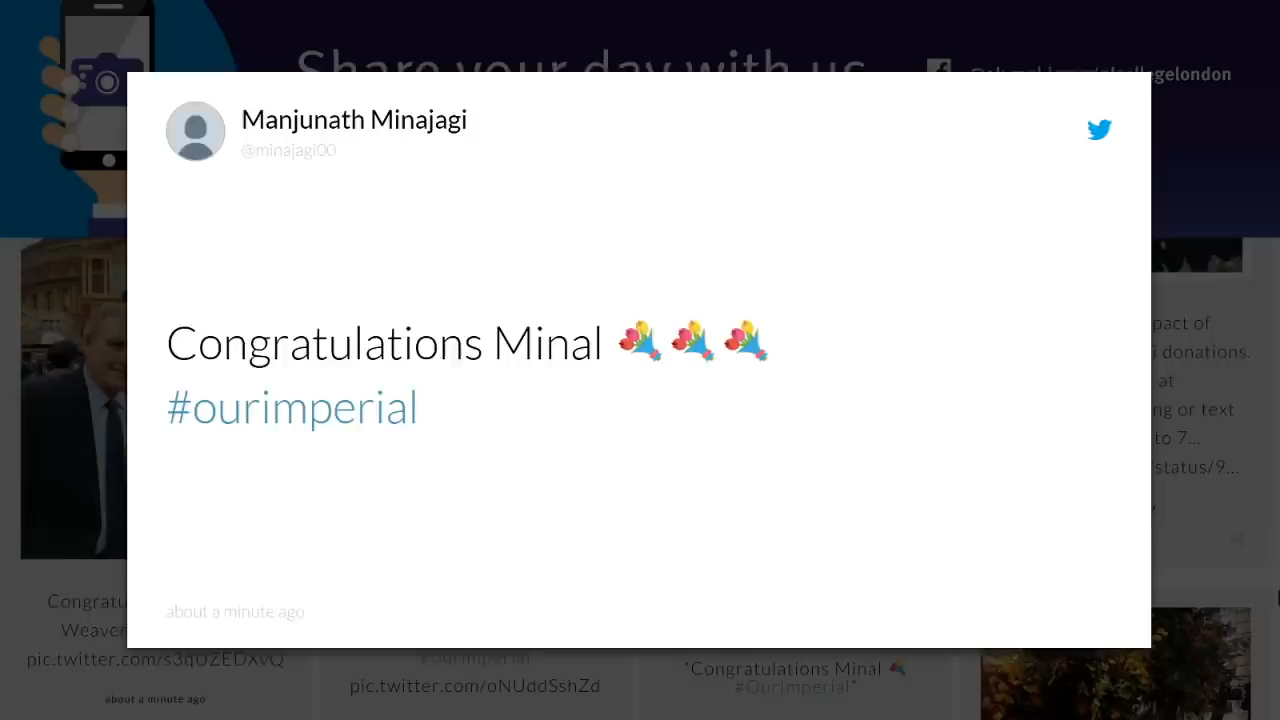 Share your day with us
gelondon
Manjunath Minajagi
@minajagi00
Congratulations Minal 💐💐💐
#ourimperial
about a minute ago
pact of
donations.
at
ng or text
to 7...
status/9...
Congratu
Weaver
pic.twitter.com/s3qUZEDXvQ
about a minute ago
#ourimperial
pic.twitter.com/oNUddSshZd
"Congratulations Minal 💐
#OurImperial"